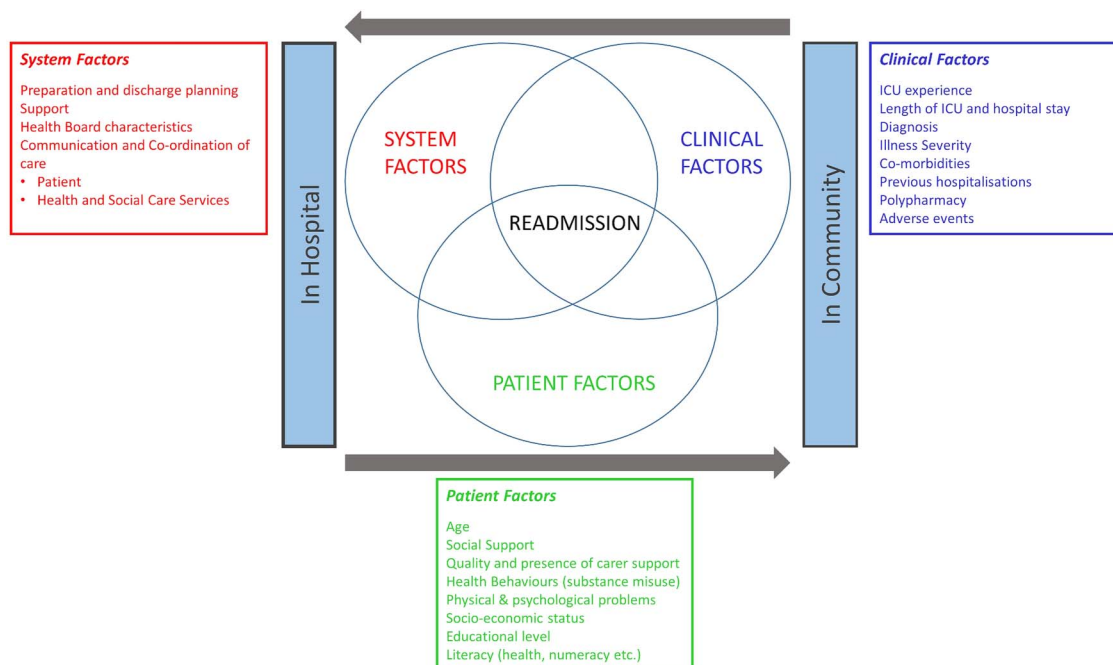 System Factors
Preparation and discharge planning
Support
Health Board characteristics
Communication and Co-ordination of
care
• Patient
• Health and Social Care Services
In Hospital
SYSTEM
FACTORS
CLINICAL
FACTORS
READMISSION
PATIENT FACTORS
In Community
Clinical Factors
ICU experience
Length of ICU and hospital stay
Diagnosis
Illness Severity
Co-morbidities
Previous hospitalisations
Polypharmacy
Adverse events
Patient Factors
Age
Social Support
Quality and presence of carer support
Health Behaviours (substance misuse)
Physical & psychological problems
Socio-economic status
Educational level
Literacy (health, numeracy etc.)